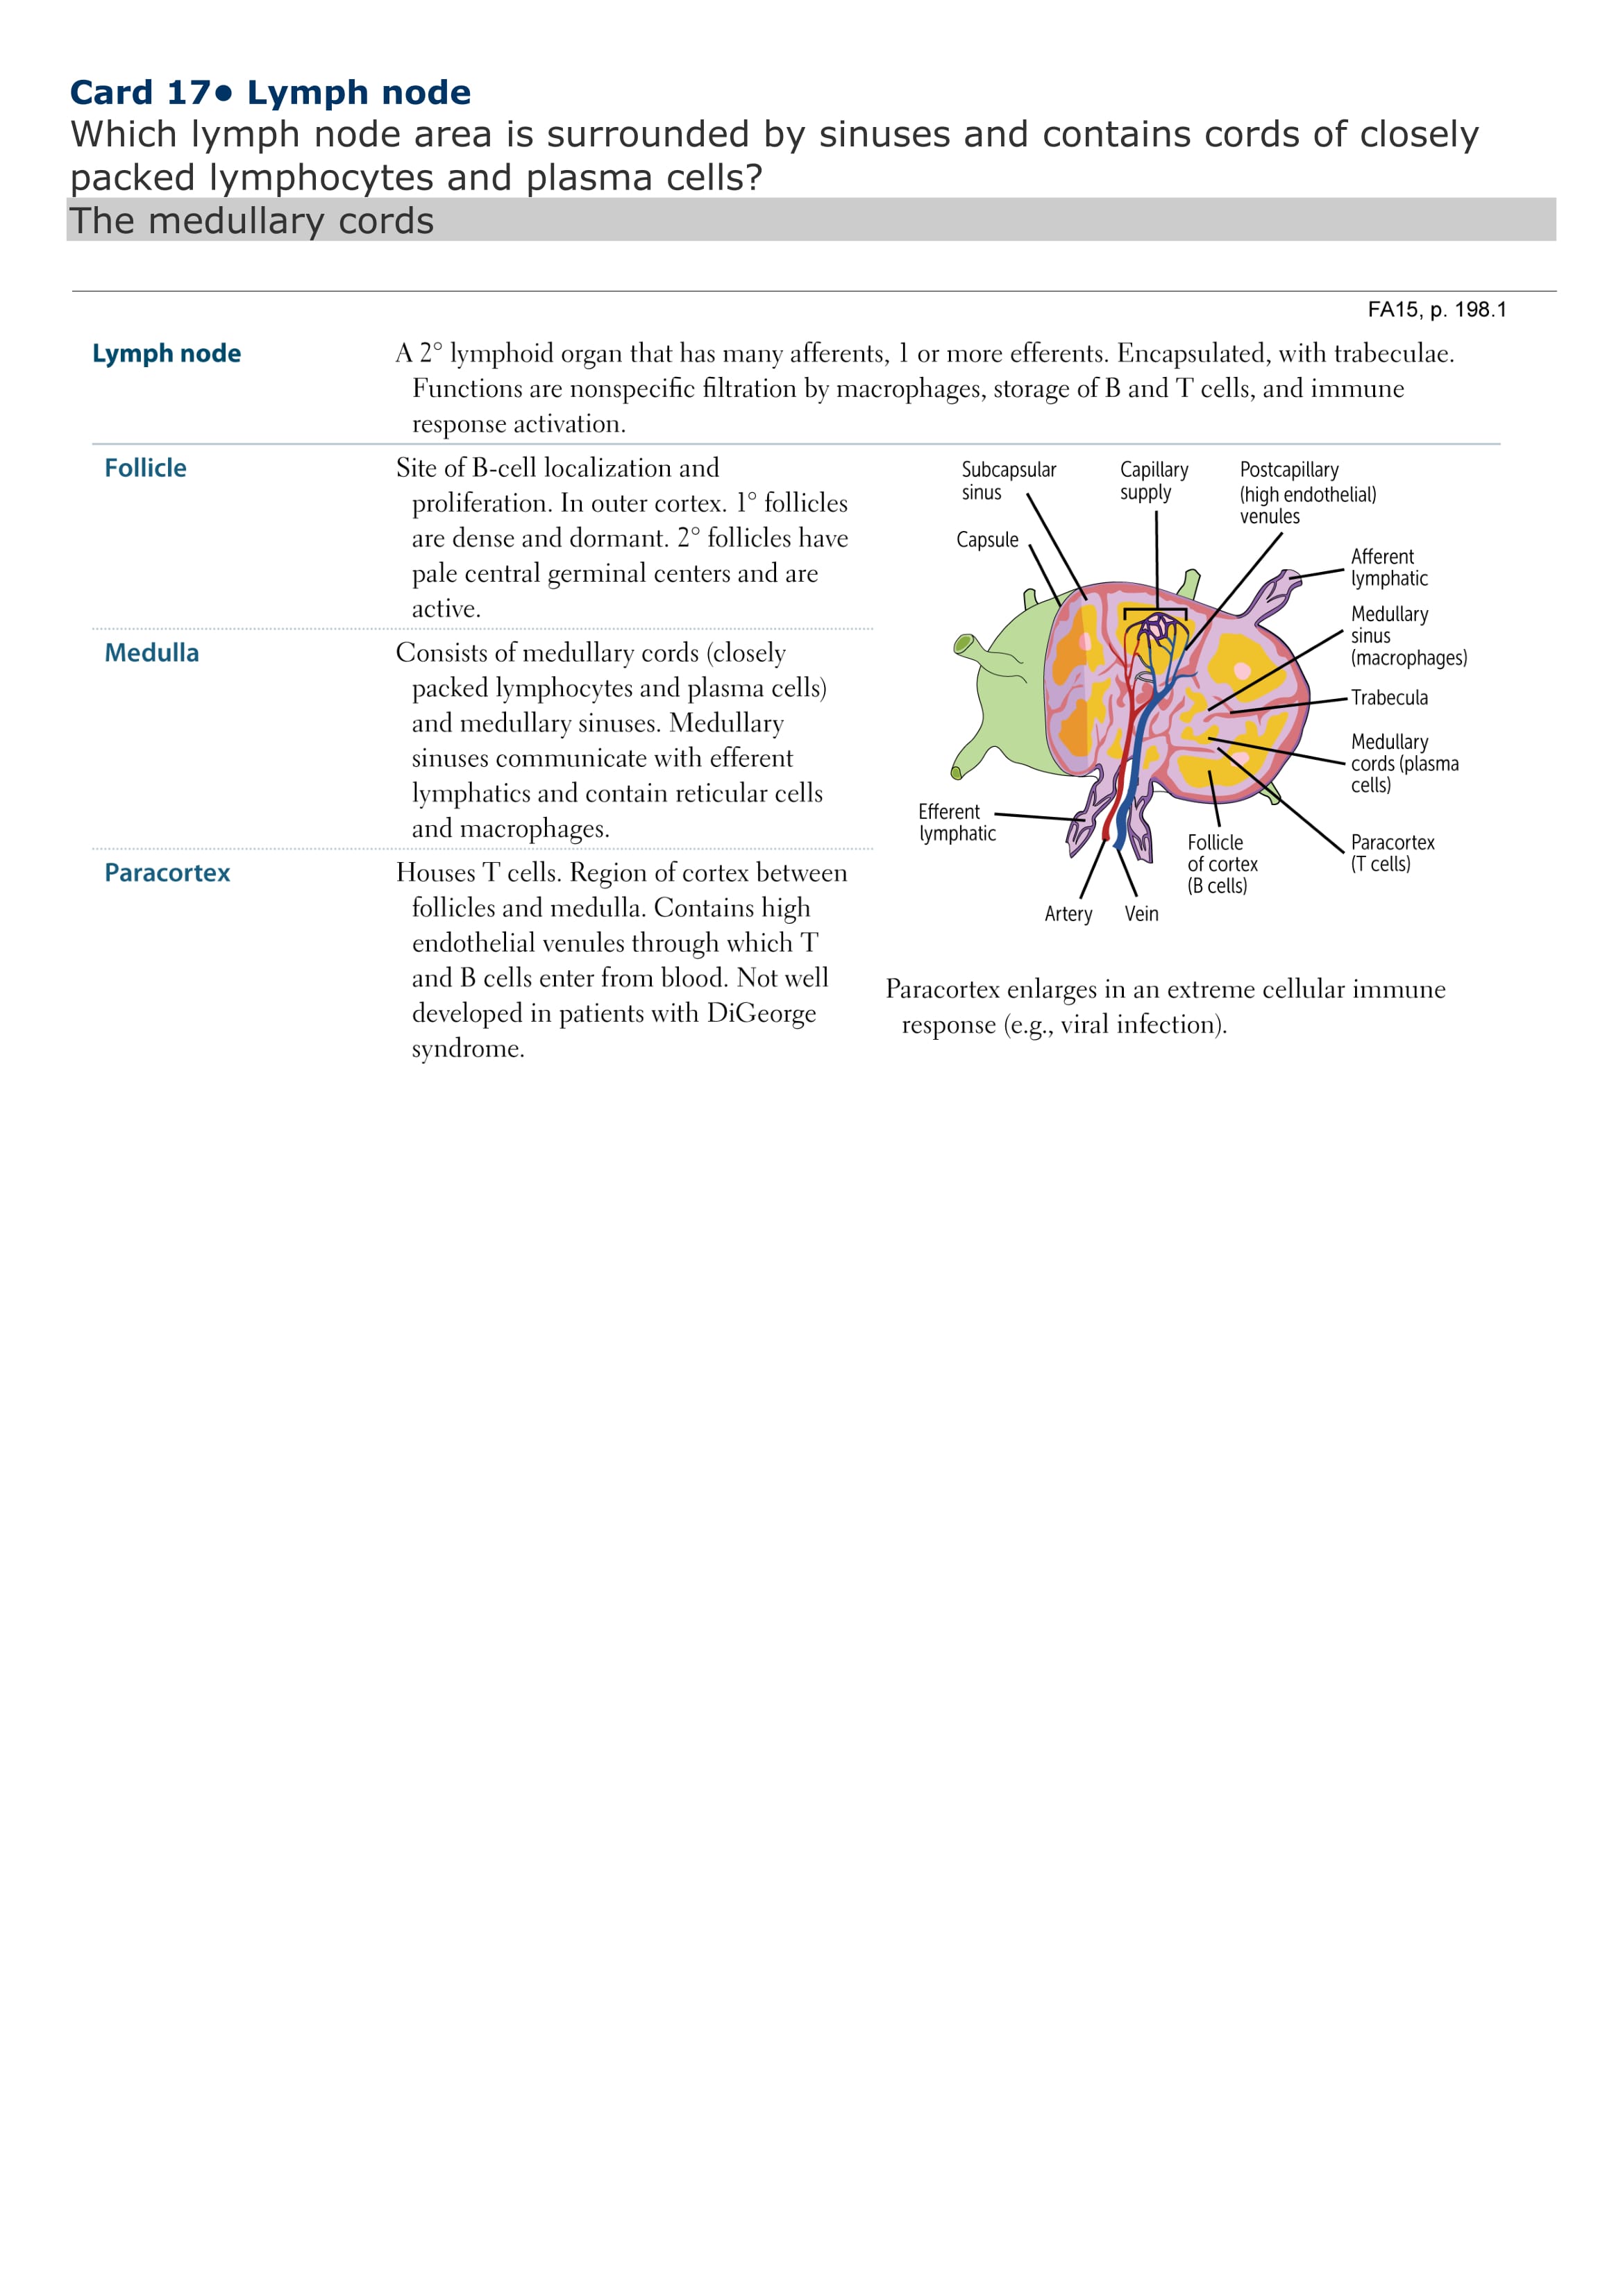 Card 17● Lymph node
Which lymph node area is surrounded by sinuses and contains cords of closely
packed lymphocytes and plasma cells?
The medullary cords
FA15, p. 198.1
Lymph node
A 2° lymphoid organ that has many afferents, 1 or more efferents. Encapsulated, with trabeculae.
Functions are nonspecific filtration by macrophages, storage of B and T cells, and immune
response activation.
Follicle
Site of B-cell localization and
proliferation. In outer cortex. 1° follicles
are dense and dormant. 2° follicles have
pale central germinal centers and are
active.
Medulla
Consists of medullary cords (closely
packed lymphocytes and plasma cells)
and medullary sinuses. Medullary
sinuses communicate with efferent
lymphatics and contain reticular cells
and macrophages.
Paracortex
Houses T cells. Region of cortex between
follicles and medulla. Contains high
endothelial venules through which T
and B cells enter from blood. Not well
developed in patients with DiGeorge
syndrome.
Subcapsular
sinus
Capillary
supply
Postcapillary
(high endothelial)
venules
Capsule
Afferent
lymphatic
Medullary
sinus
(macrophages)
Trabecula
Medullary
cords (plasma
cells)
Efferent
lymphatic
Follicle
of cortex
(B cells)
Paracortex
(T cells)
Artery
Vein
Paracortex enlarges in an extreme cellular immune
response (e.g., viral infection).